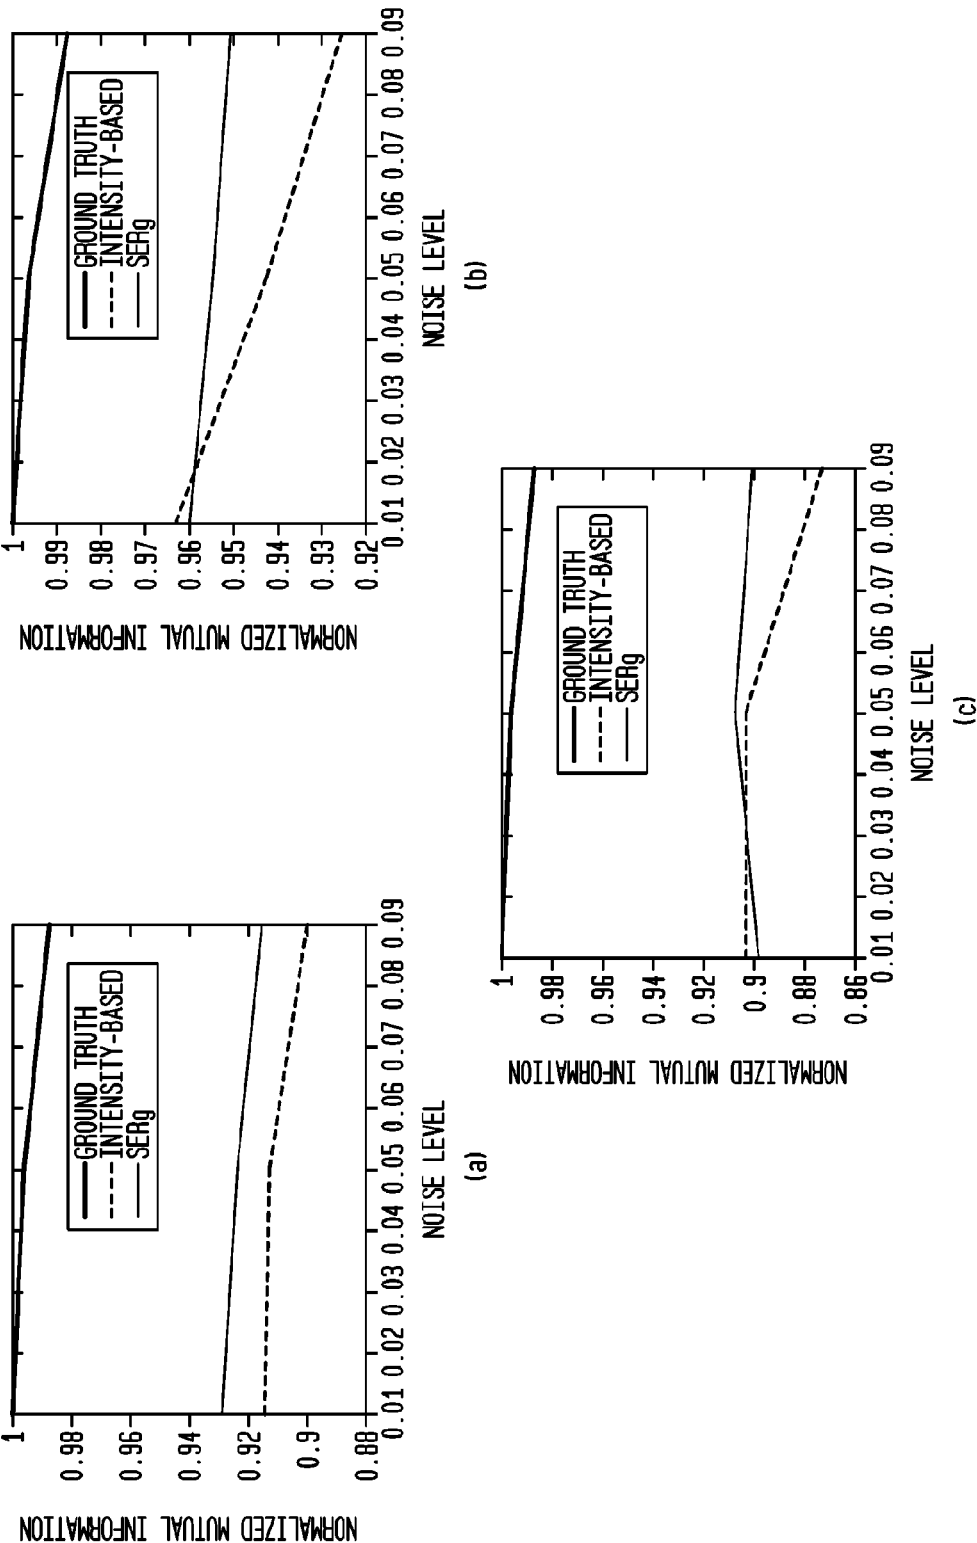 NORMALIZED MUTUAL INFORMATION
1
0.98
0.96
0.94
0.92
0.9
0.88
GROUND TRUTH
INTENSITY-BASED
SERg
0.01 0.02 0.03 0.04 0.05 0.06 0.07 0.08 0.09
NOISE LEVEL
(a)
NORMALIZED MUTUAL INFORMATION
1
0.99
0.98
0.97
0.96
0.95
0.94
0.93
0.92
GROUND TRUTH
INTENSITY-BASED
SERg
0.01 0.02 0.03 0.04 0.05 0.06 0.07 0.08 0.09
NOISE LEVEL
(b)
NORMALIZED MUTUAL INFORMATION
1
0.98
0.96
0.94
0.92
0.9
0.88
0.86
GROUND TRUTH
INTENSITY-BASED
SERg
0.01 0.02 0.03 0.04 0.05 0.06 0.07 0.08 0.09
NOISE LEVEL
(c)